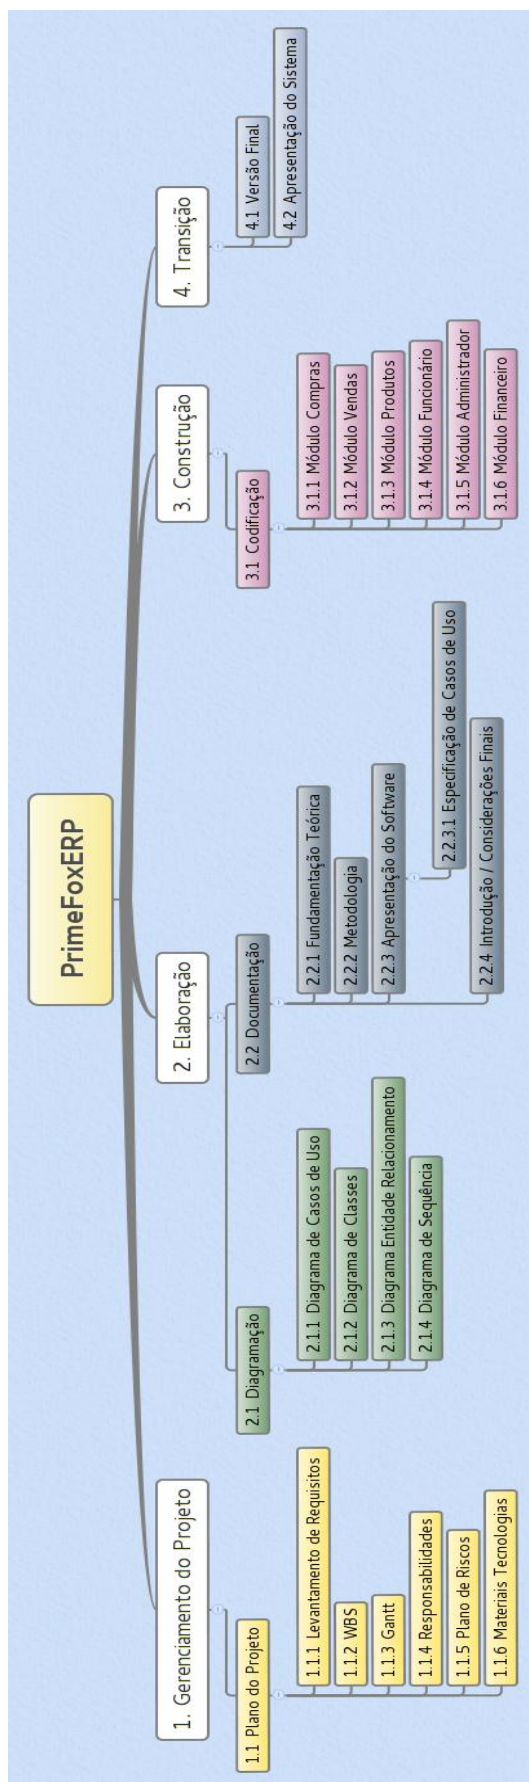 PrimeFoxERP
1. Gerenciamento do Projeto
1.1 Plano do Projeto
1.1.1 Levantamento de Requisitos
1.1.2 WBS
1.1.3 Gantt
1.1.4 Responsabilidades
1.1.5 Plano de Riscos
1.1.6 Materiais Tecnologias
2. Elaboração
2.1 Diagramação
2.1.1 Diagrama de Casos de Uso
2.1.2 Diagrama de Classes
2.1.3 Diagrama Entidade Relacionamento
2.1.4 Diagrama de Sequência
2.2 Documentação
2.2.1 Fundamentação Teórica
2.2.2 Metodologia
2.2.3 Apresentação do Software
2.2.3.1 Especificação de Casos de Uso
2.2.4 Introdução / Considerações Finais
3. Construção
3.1 Codificação
3.1.1 Módulo Compras
3.1.2 Módulo Vendas
3.1.3 Módulo Produtos
3.1.4 Módulo Funcionário
3.1.5 Módulo Administrador
3.1.6 Módulo Financeiro
4. Transição
4.1 Versão Final
4.2 Apresentação do Sistema